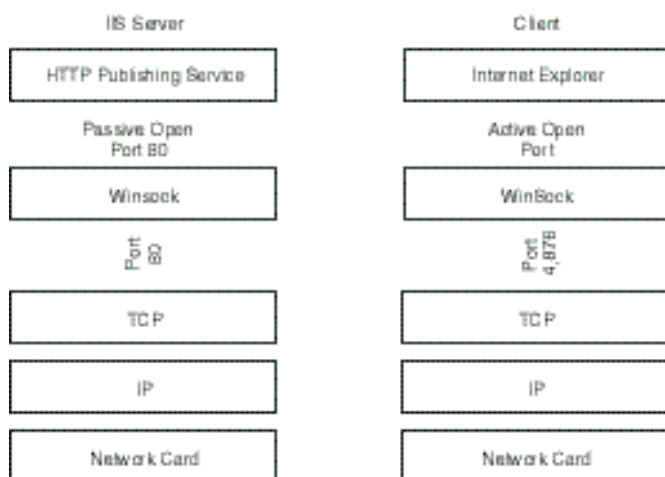 IIS Server
HTTP Publishing Service
Passive Open
Port 80
Winsock
Port
80
TCP
IP
Network Card
Client
Internet Explorer
Active Open
Port
WinSock
Port
4,876
TCP
IP
Network Card